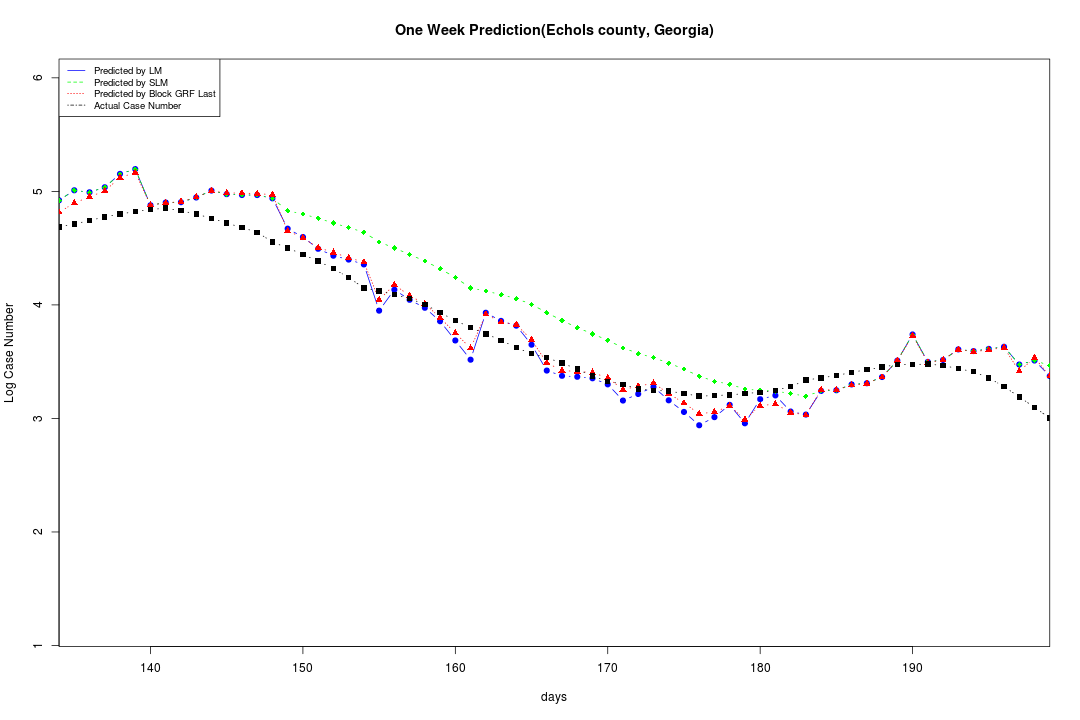 One Week Prediction(Echols county, Georgia)
Predicted by LM
Predicted by SLM
Predicted by Block GRF Last
Actual Case Number
6
5
4
3
2
1
Log Case Number
140 150 160 170 180 190
days